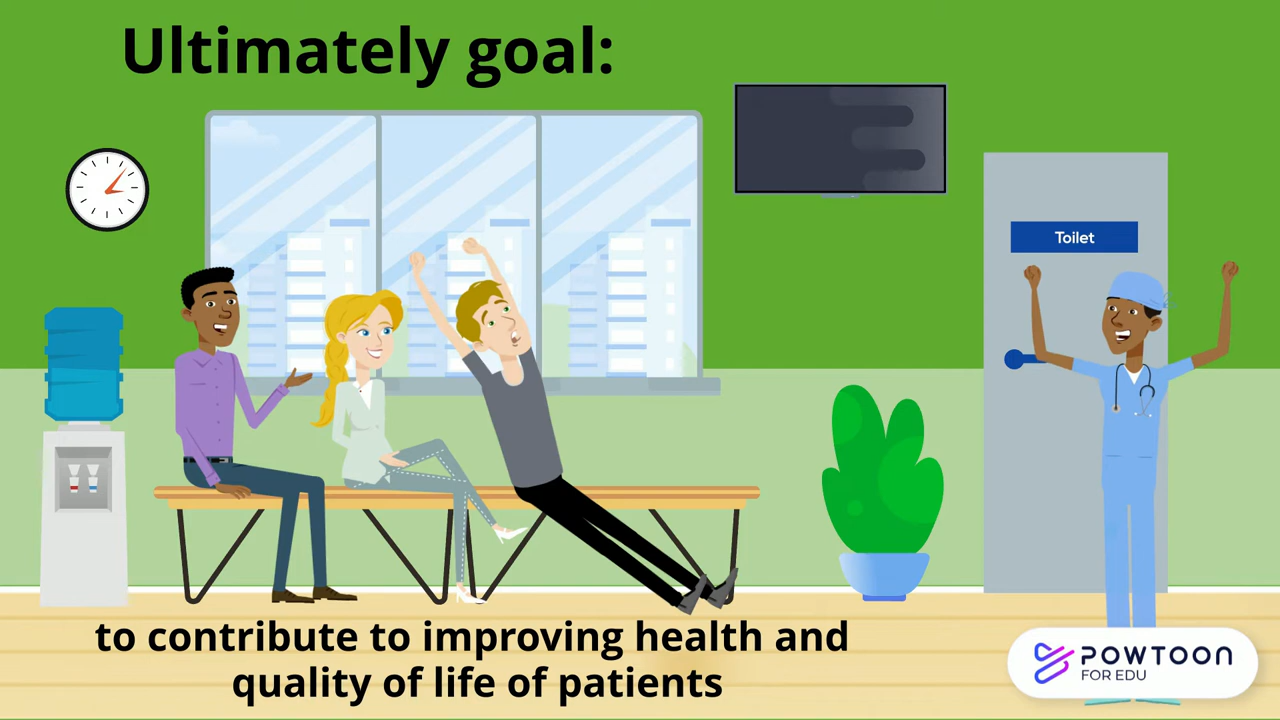 Ultimately goal:
Toilet
to contribute to improving health and
quality of life of patients
POWTOON
FOR EDU